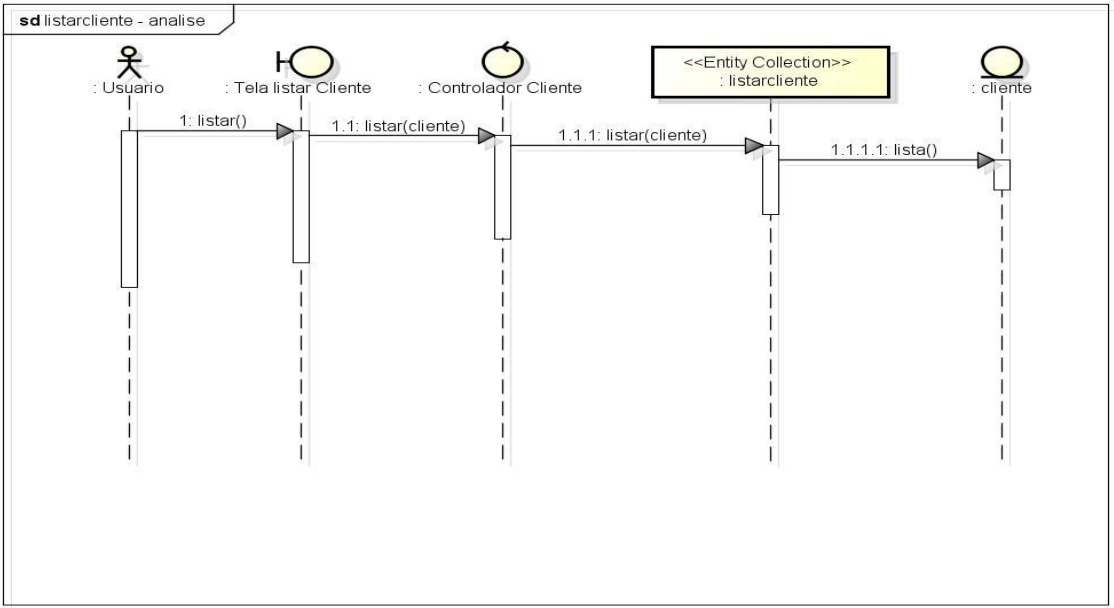 sd listarcliente - analise
<<Entity Collection>>
: listarcliente
: Usuario
: Tela listar Cliente
: Controlador Cliente
: cliente
1: listar()
1.1: listar(cliente)
1.1.1: listar(cliente)
1.1.1.1: lista()